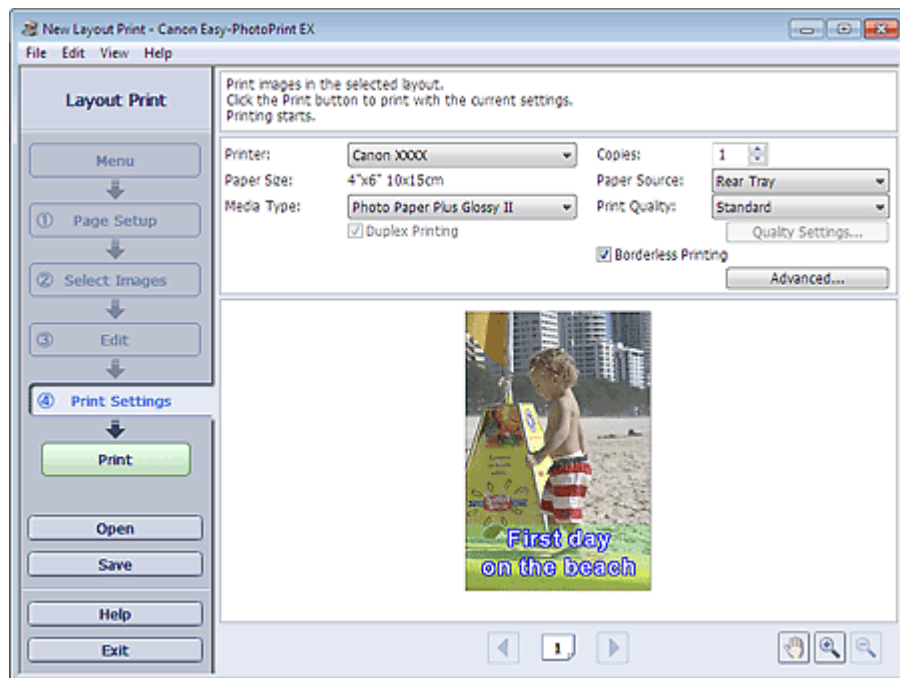 New Layout Print - Canon Easy-PhotoPrint EX
File Edit View Help
Layout Print
Menu
① Page Setup
② Select Images
③ Edit
④ Print Settings
Print
Open
Save
Help
Exit
Print images in the selected layout.
Click the Print button to print with the current settings.
Printing starts.
Printer: Canon XXXX Copies: 1
Paper Size: 4"x6" 10x15cm Paper Source: Rear Tray
Media Type: Photo Paper Plus Glossy II Print Quality: Standard
Duplex Printing Quality Settings...
Borderless Printing
Advanced...
First day
on the beach
1